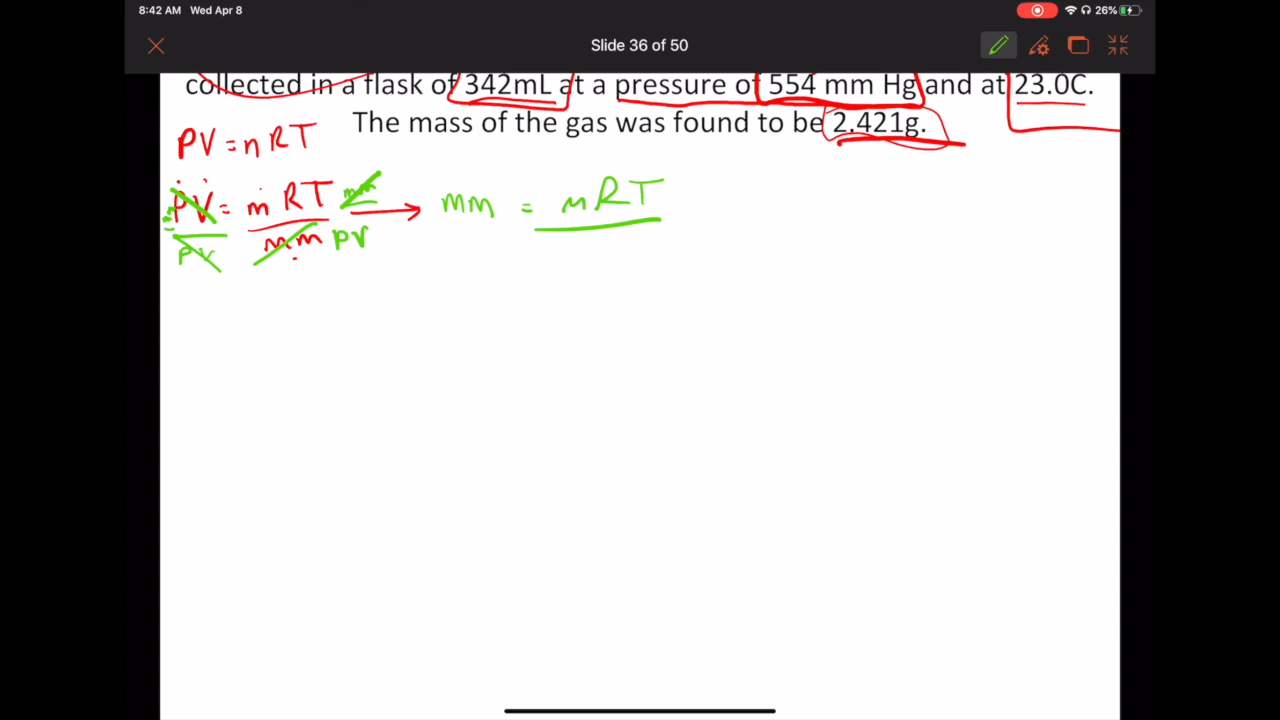 8:42 AM Wed Apr 8
26%
Slide 36 of 50
collected in a flask of 342mL at a pressure of 554 mm Hg and at 23.0C.
The mass of the gas was found to be 2.421g.
PV = nRT
PV = mRT mm → mm = mRT
PV mm PV